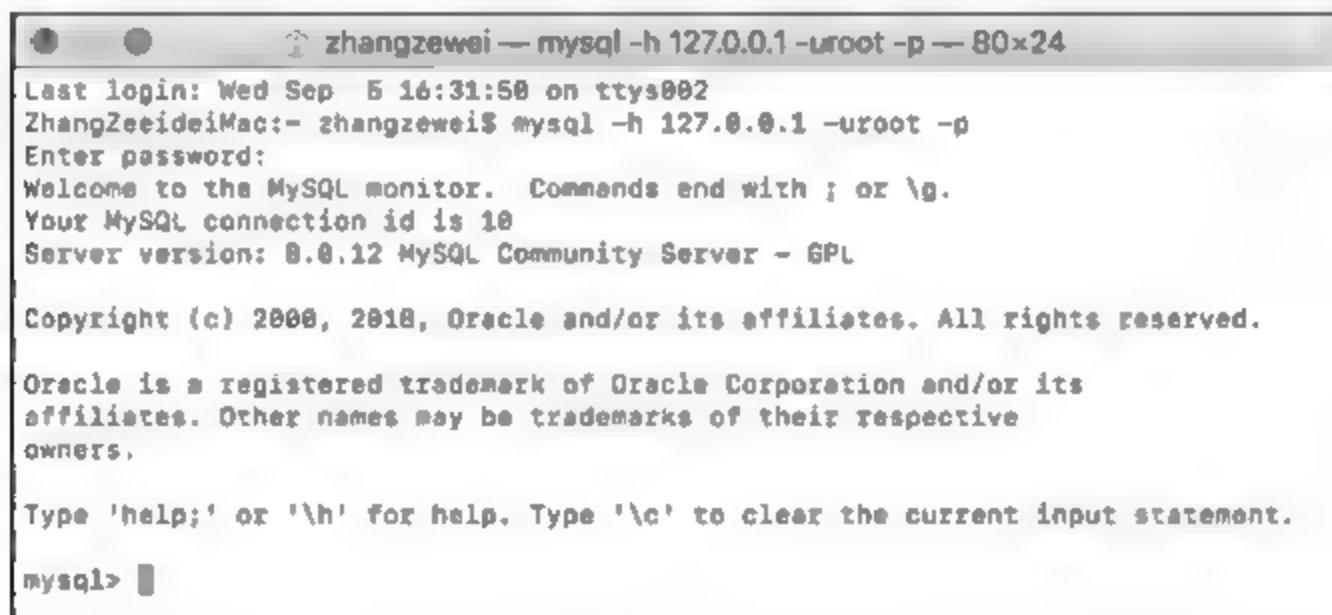 zhangzewei — mysql -h 127.0.0.1 -uroot -p — 80×24
Last login: Wed Sep  5 16:31:50 on ttys002
ZhangZeeideiMac:~ zhangzewei$ mysql -h 127.0.0.1 -uroot -p
Enter password:
Welcome to the MySQL monitor.  Commands end with ; or \g.
Your MySQL connection id is 10
Server version: 8.0.12 MySQL Community Server - GPL
Copyright (c) 2000, 2018, Oracle and/or its affiliates. All rights reserved.
Oracle is a registered trademark of Oracle Corporation and/or its
affiliates. Other names may be trademarks of their respective
owners.
Type 'help;' or '\h' for help. Type '\c' to clear the current input statement.
mysql>